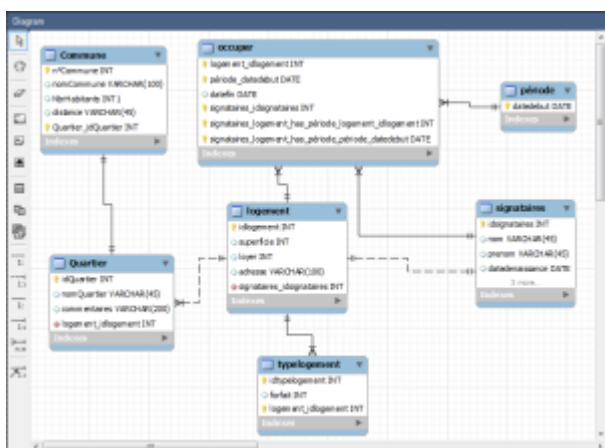 Diagram
Commune
n°Commune INT
nomCommune VARCHAR(100)
NbrHabitants INT
distance VARCHAR(45)
Quartier_idQuartier INT
Indexes
occuper
logement_idlogement INT
période_datedebut DATE
datefin DATE
signataires_idsignataires INT
signataires_logement_has_période_logement_idlogement INT
signataires_logement_has_période_période_datedebut DATE
Indexes
période
datedebut DATE
Indexes
logement
idlogement INT
superficie INT
loyer INT
adresse VARCHAR(100)
signataires_idsignataires INT
Indexes
signataires
idsignataires INT
nom VARCHAR(45)
prenom VARCHAR(45)
datedenaissance DATE
3 more...
Indexes
Quartier
idQuartier INT
nomQuartier VARCHAR(45)
commentaires VARCHAR(200)
logement_idlogement INT
Indexes
typelogement
idtypelogement INT
forfait INT
logement_idlogement INT
Indexes